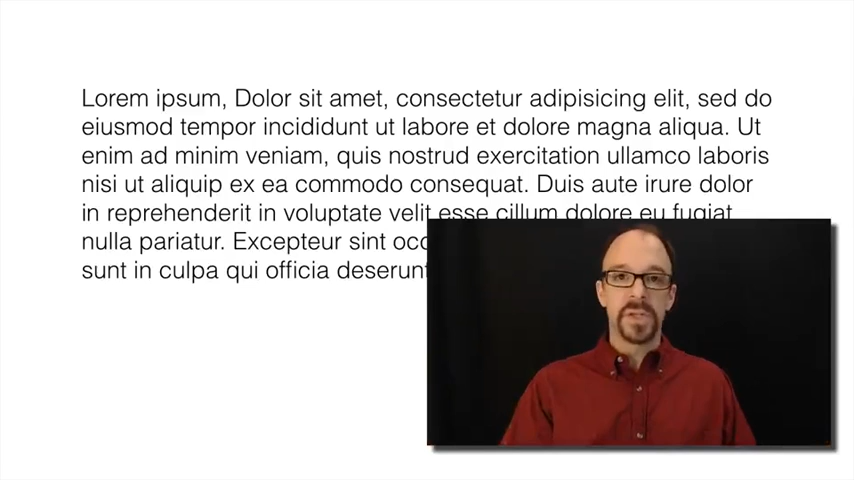 Lorem ipsum, Dolor sit amet, consectetur adipisicing elit, sed do
eiusmod tempor incididunt ut labore et dolore magna aliqua. Ut
enim ad minim veniam, quis nostrud exercitation ullamco laboris
nisi ut aliquip ex ea commodo consequat. Duis aute irure dolor
in reprehenderit in voluptate velit esse cillum dolore eu fugiat
nulla pariatur. Excepteur sint
sunt in culpa qui officia deserunt